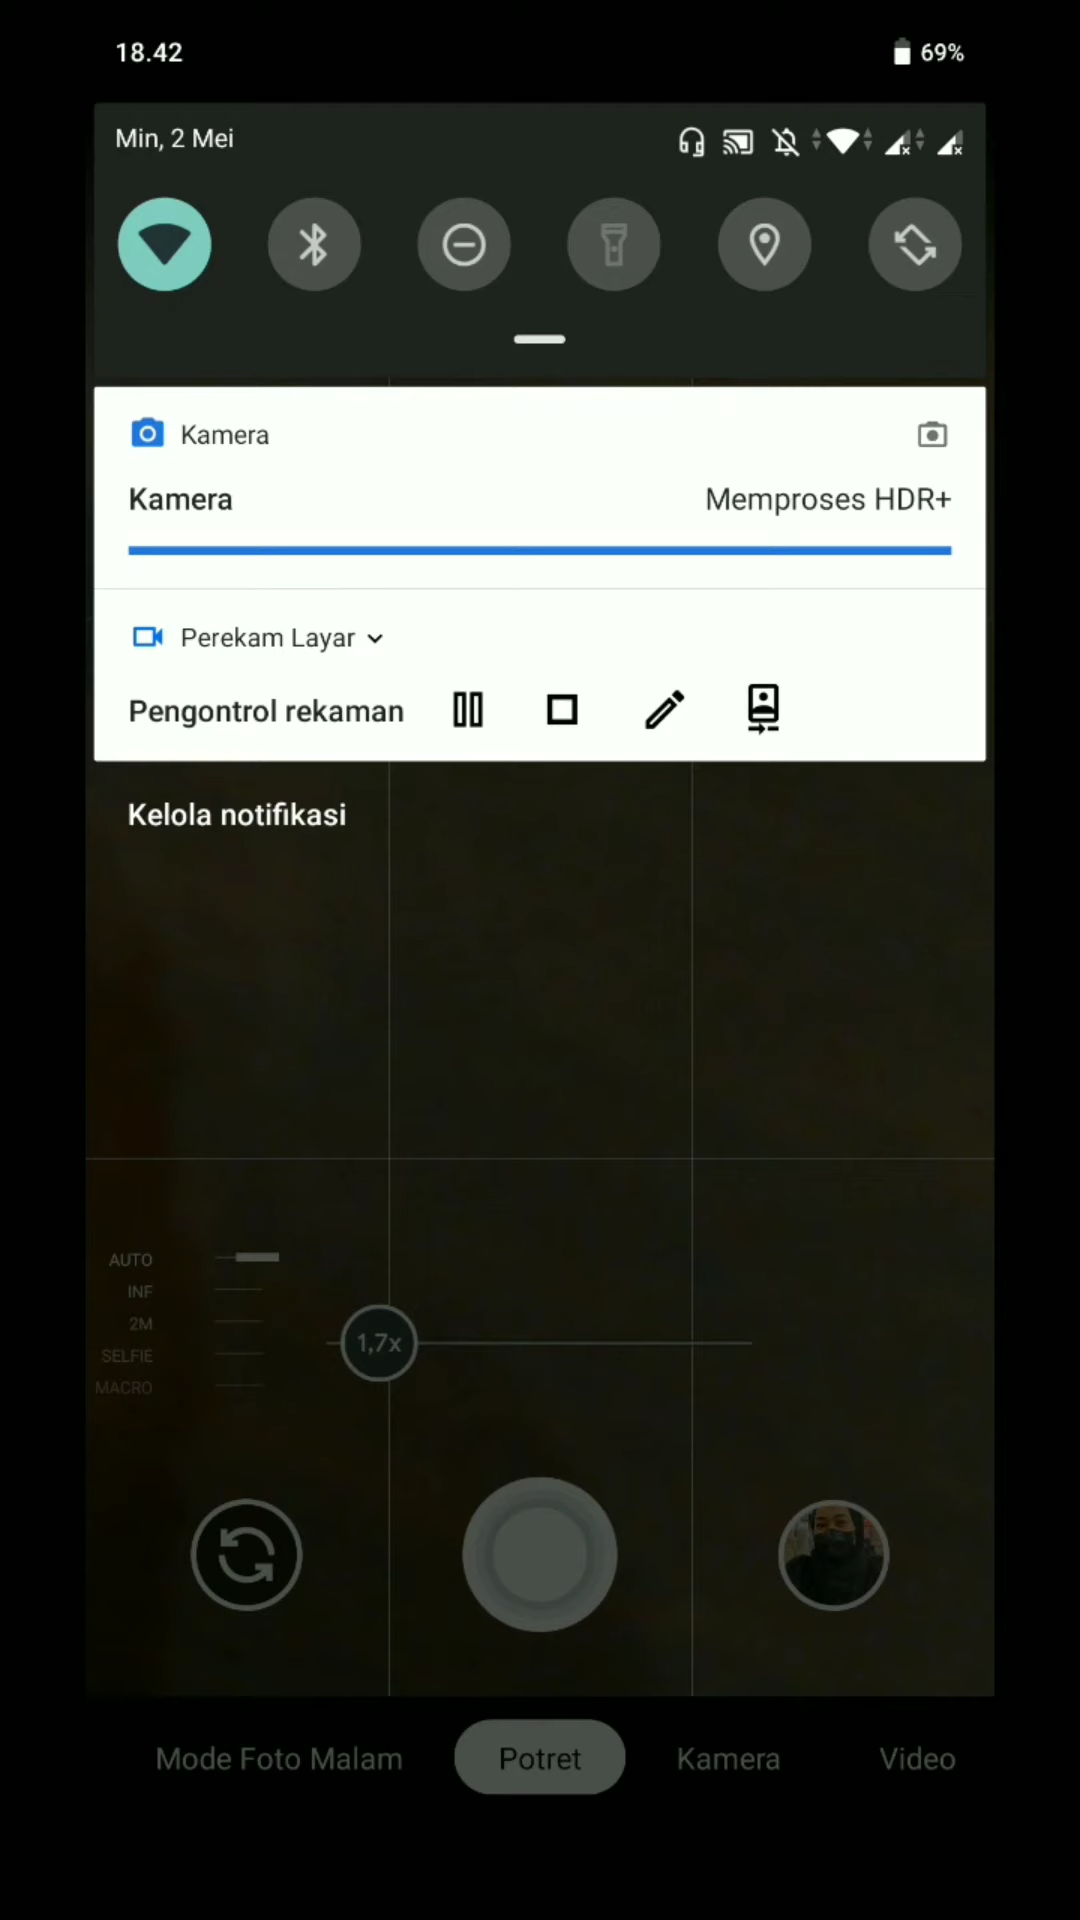 18.42
69%
Min, 2 Mei
Kamera
Kamera
Memproses HDR+
Perekam Layar
Pengontrol rekaman
Kelola notifikasi
AUTO
INF
2M
SELFIE
MACRO
1,7x
Mode Foto Malam
Potret
Kamera
Video